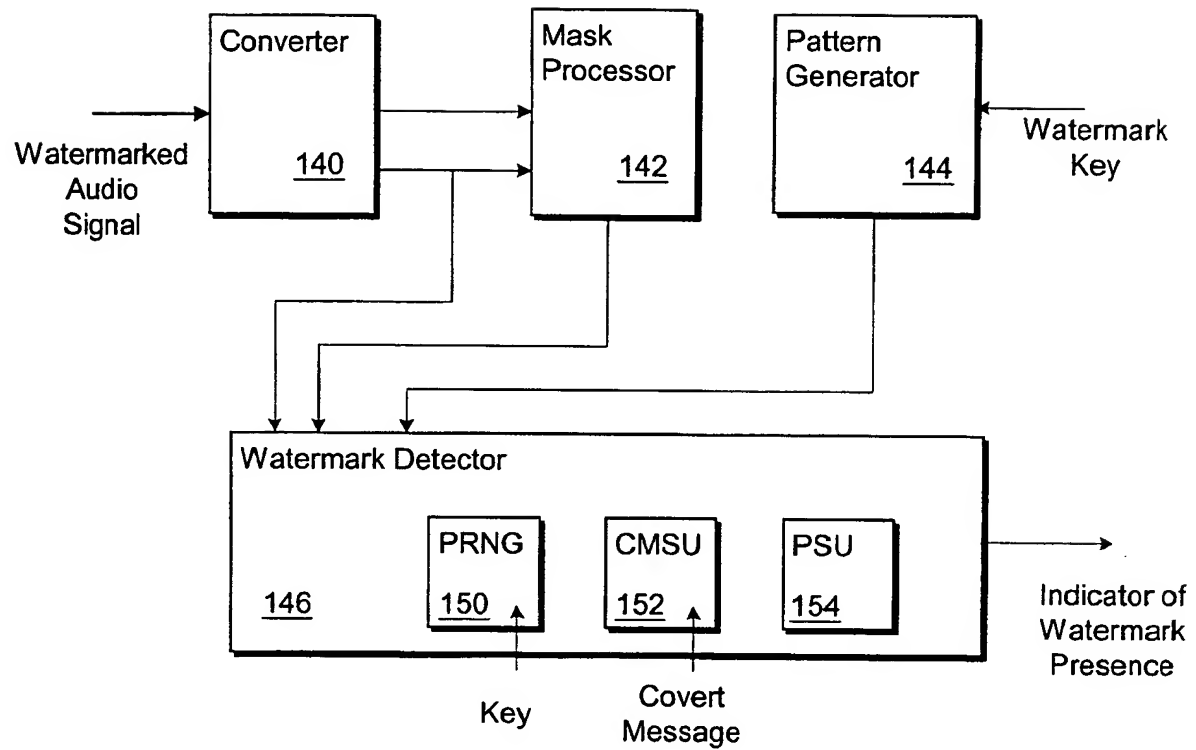 Converter
140
Mask
Processor
142
Pattern
Generator
144
Watermarked
Audio
Signal
Watermark
Key
Watermark Detector
146
PRNG
150
CMSU
152
PSU
154
Key
Covert
Message
Indicator of
Watermark
Presence